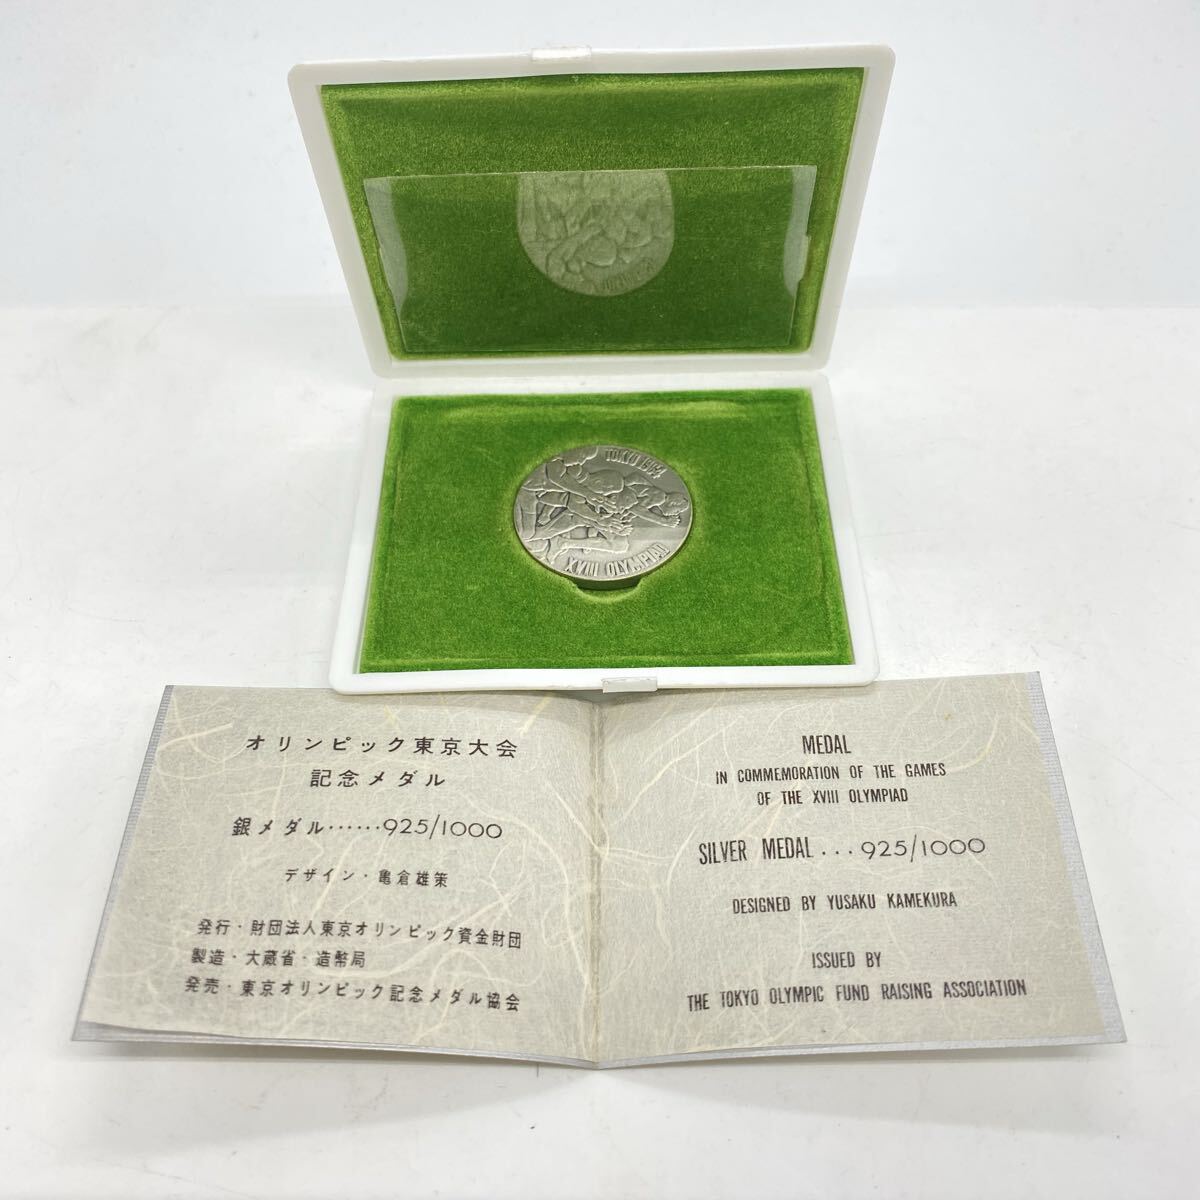 TOKYO 1964
XVIII OLYMPIAD
オリンピック東京大会
記念メダル
銀メダル……925/1000
デザイン・亀倉雄策
発行・財団法人東京オリンピック資金財団
製造・大蔵省・造幣局
発売・東京オリンピック記念メダル協会
MEDAL
IN COMMEMORATION OF THE GAMES
OF THE XVIII OLYMPIAD
SILVER MEDAL ... 925/1000
DESIGNED BY YUSAKU KAMEKURA
ISSUED BY
THE TOKYO OLYMPIC FUND RAISING ASSOCIATION